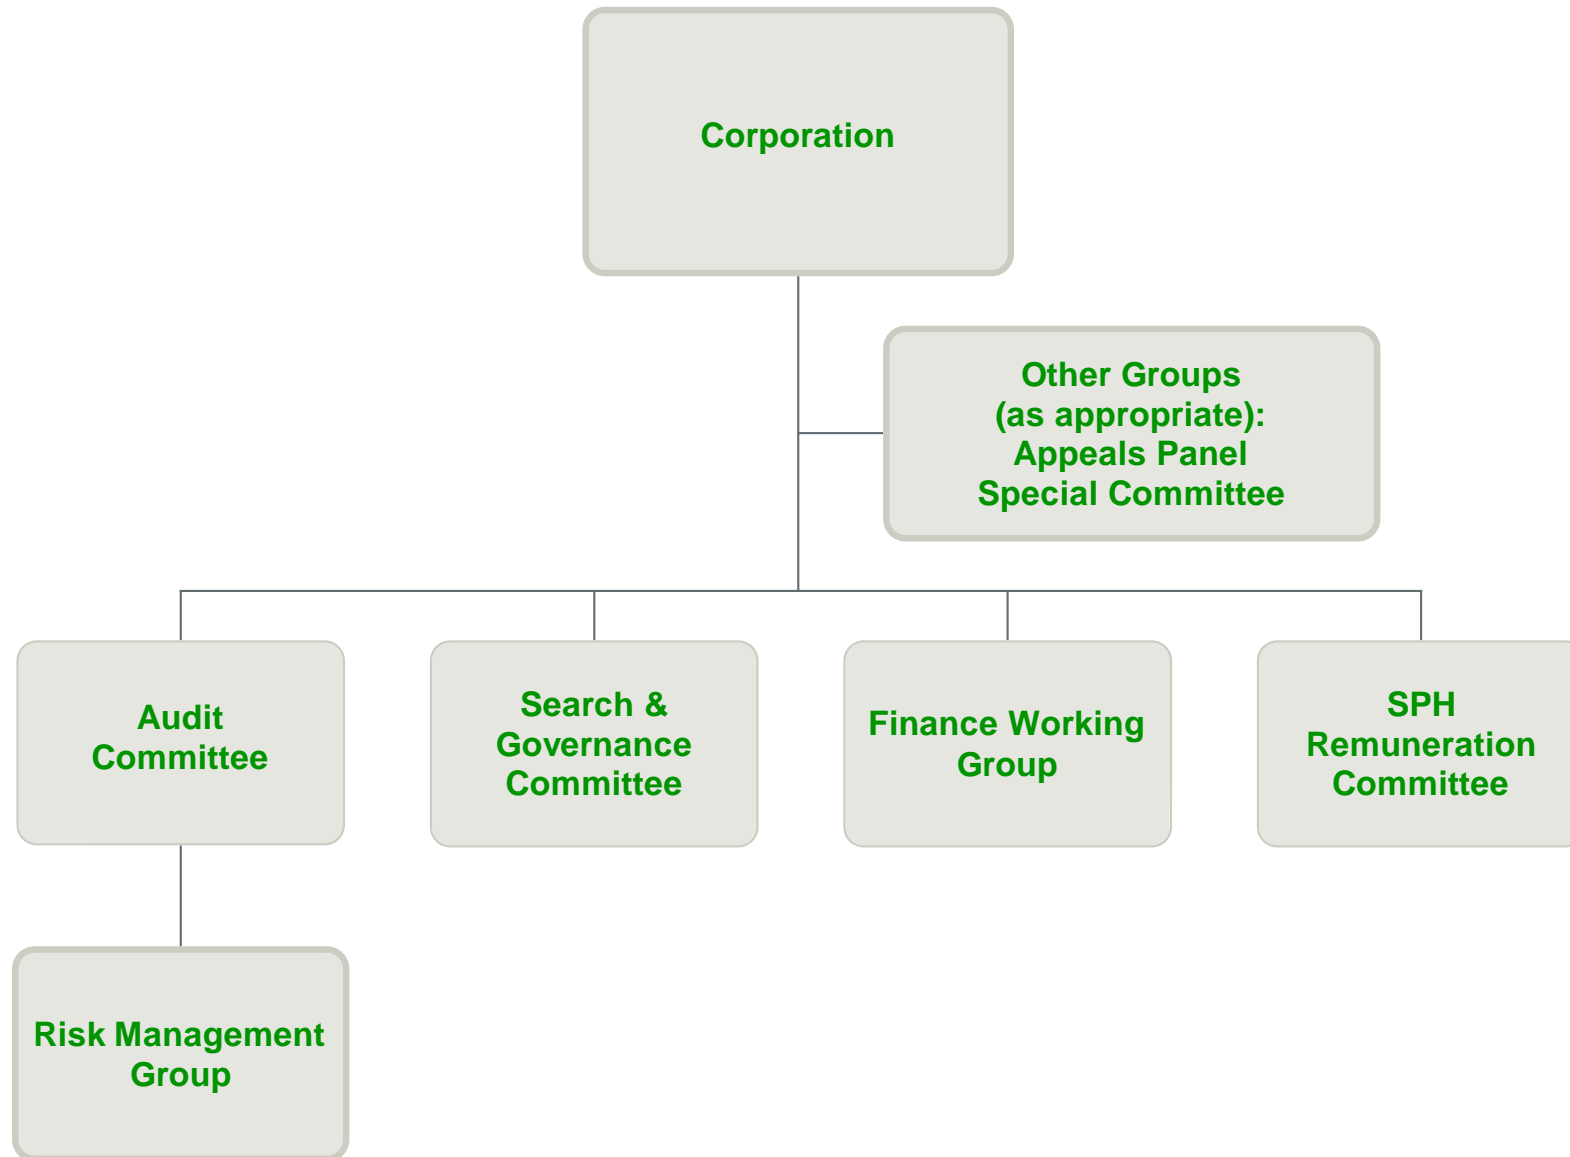 Corporation
Other Groups
(as appropriate):
Appeals Panel
Special Committee
Audit
Committee
Search &
Governance
Committee
Finance Working
Group
SPH
Remuneration
Committee
Risk Management
Group